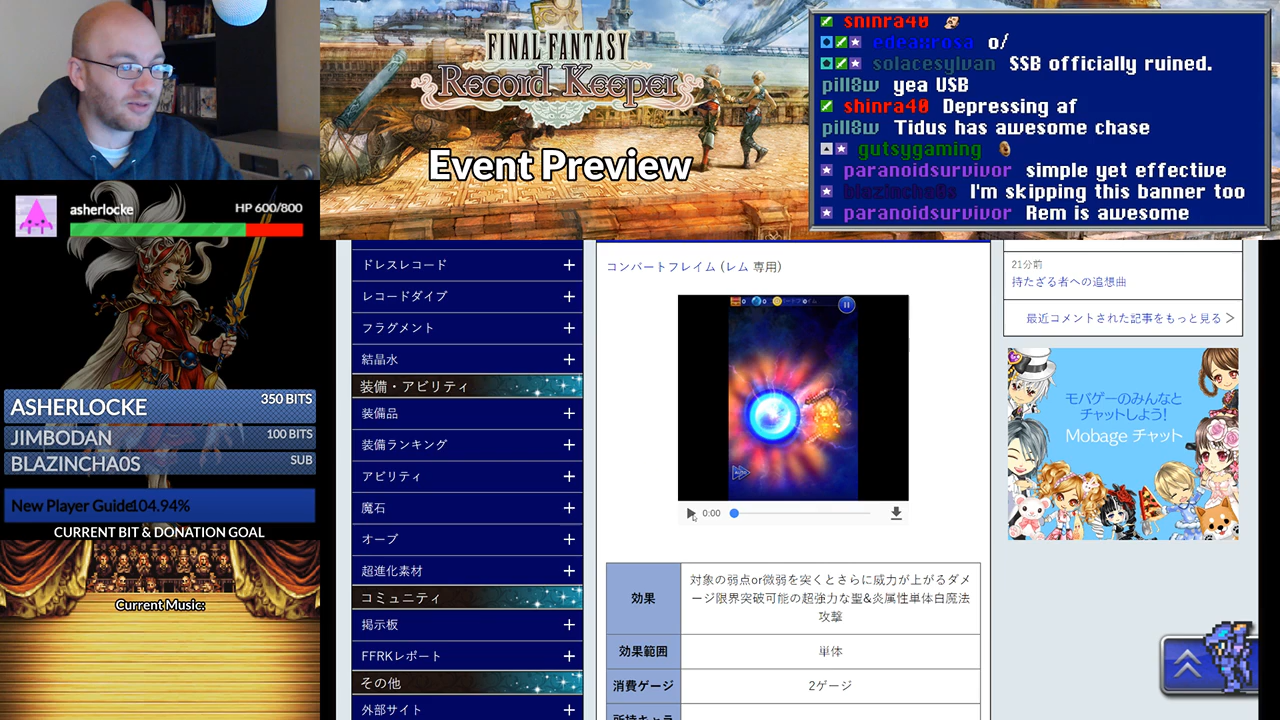 FINAL FANTASY
Record Keeper
Event Preview
shinra40
edeaxrosa o/
solacesylvan SSB officially ruined.
pill8w yea USB
shinra40 Depressing af
pill8w Tidus has awesome chase
gutsygaming
paranoidsurvivor simple yet effective
blazincha0s I'm skipping this banner too
paranoidsurvivor Rem is awesome
asherlocke
HP 600/800
ASHERLOCKE
350 BITS
JIMBODAN
100 BITS
BLAZINCHA0S
SUB
New Player Guide
104.94%
CURRENT BIT & DONATION GOAL
Current Music:
ドレスレコード
レコードダイブ
フラグメント
結晶水
装備・アビリティ
装備品
装備ランキング
アビリティ
魔石
オーブ
超進化素材
コミュニティ
掲示板
FFRKレポート
その他
外部サイト
コンバートフレイム (レム 専用)
0:00
効果
対象の弱点or微弱を突くとさらに威力が上がるダメ
ージ限界突破可能の超強力な聖&炎属性単体白魔法
攻撃
効果範囲
単体
消費ゲージ
2ゲージ
所持キャラ
21分前
持たざる者への追想曲
最近コメントされた記事をもっと見る
モバゲーのみんなと
チャットしよう!
Mobage チャット